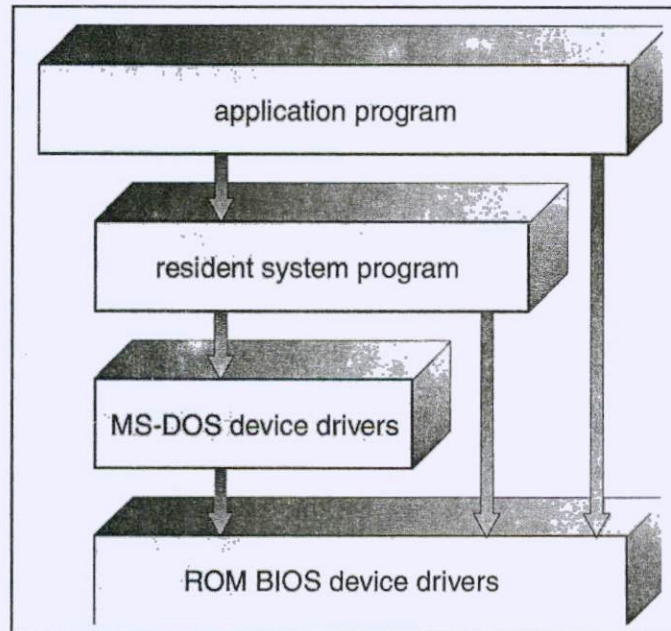 application program
resident system program
MS-DOS device drivers
ROM BIOS device drivers